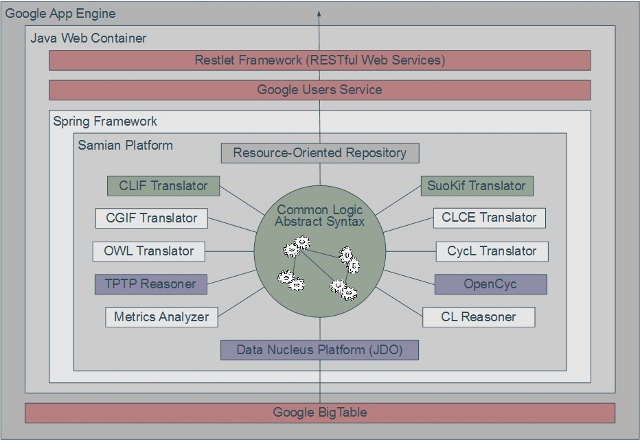 Google App Engine
Java Web Container
Restlet Framework (RESTful Web Services)
Google Users Service
Spring Framework
Samian Platform
Resource-Oriented Repository
CLIF Translator
SuoKif Translator
Common Logic
Abstract Syntax
CGIF Translator
CLCE Translator
OWL Translator
CycL Translator
TPTP Reasoner
OpenCyc
Metrics Analyzer
CL Reasoner
Data Nucleus Platform (JDO)
Google BigTable